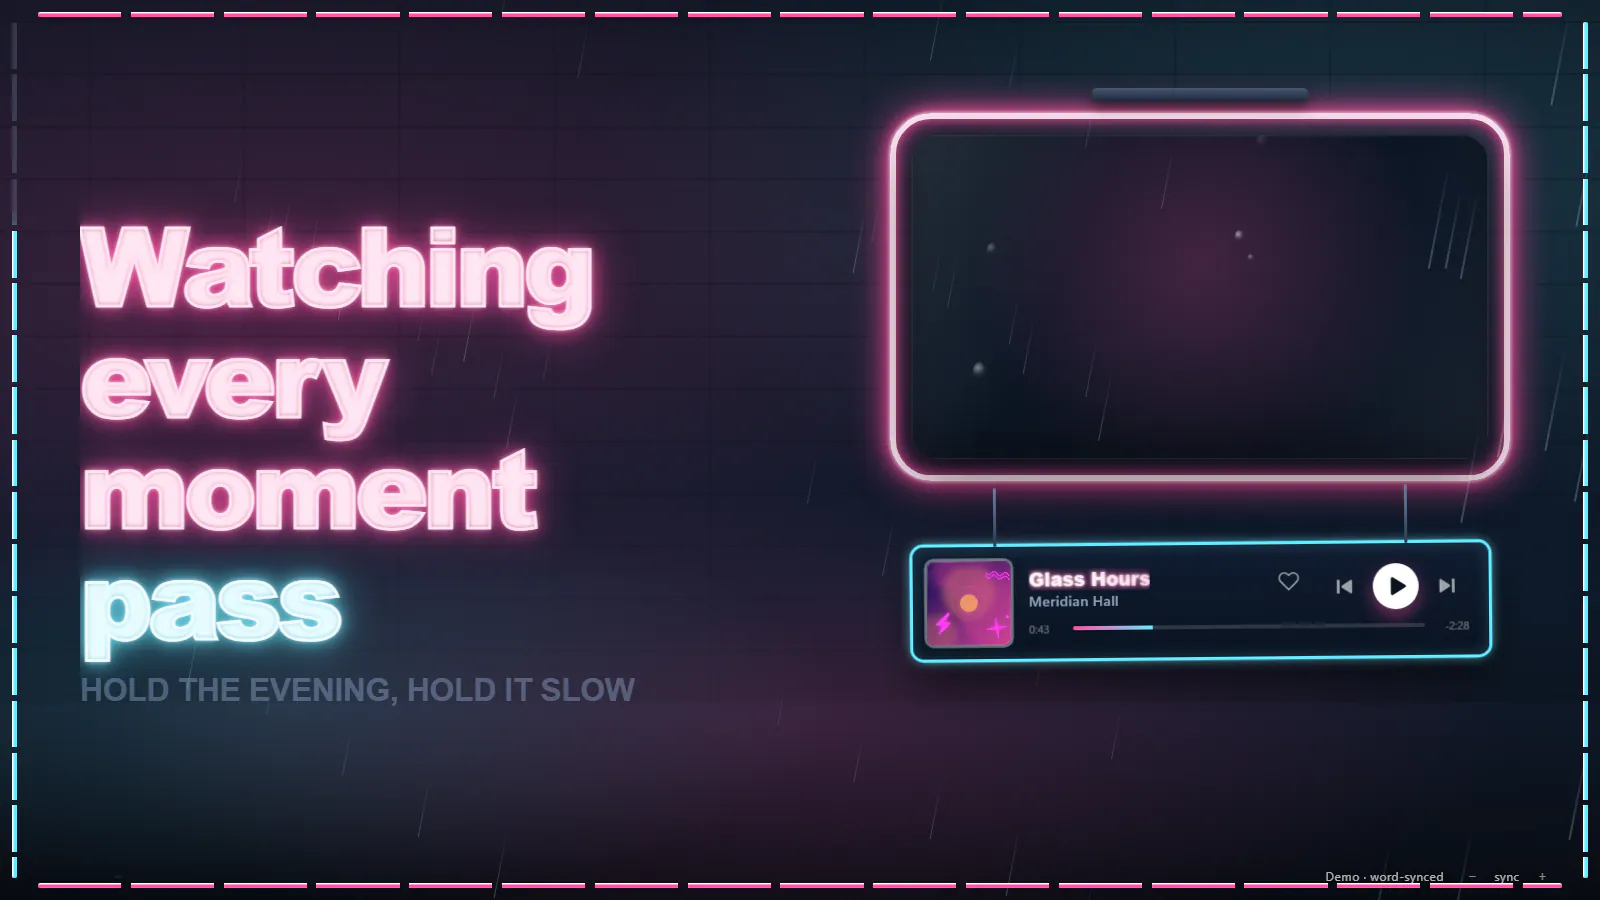 Watching
every
moment
pass
HOLD THE EVENING, HOLD IT SLOW
Glass Hours
Meridian Hall
0:43
-2:28
Demo · word-synced − sync +